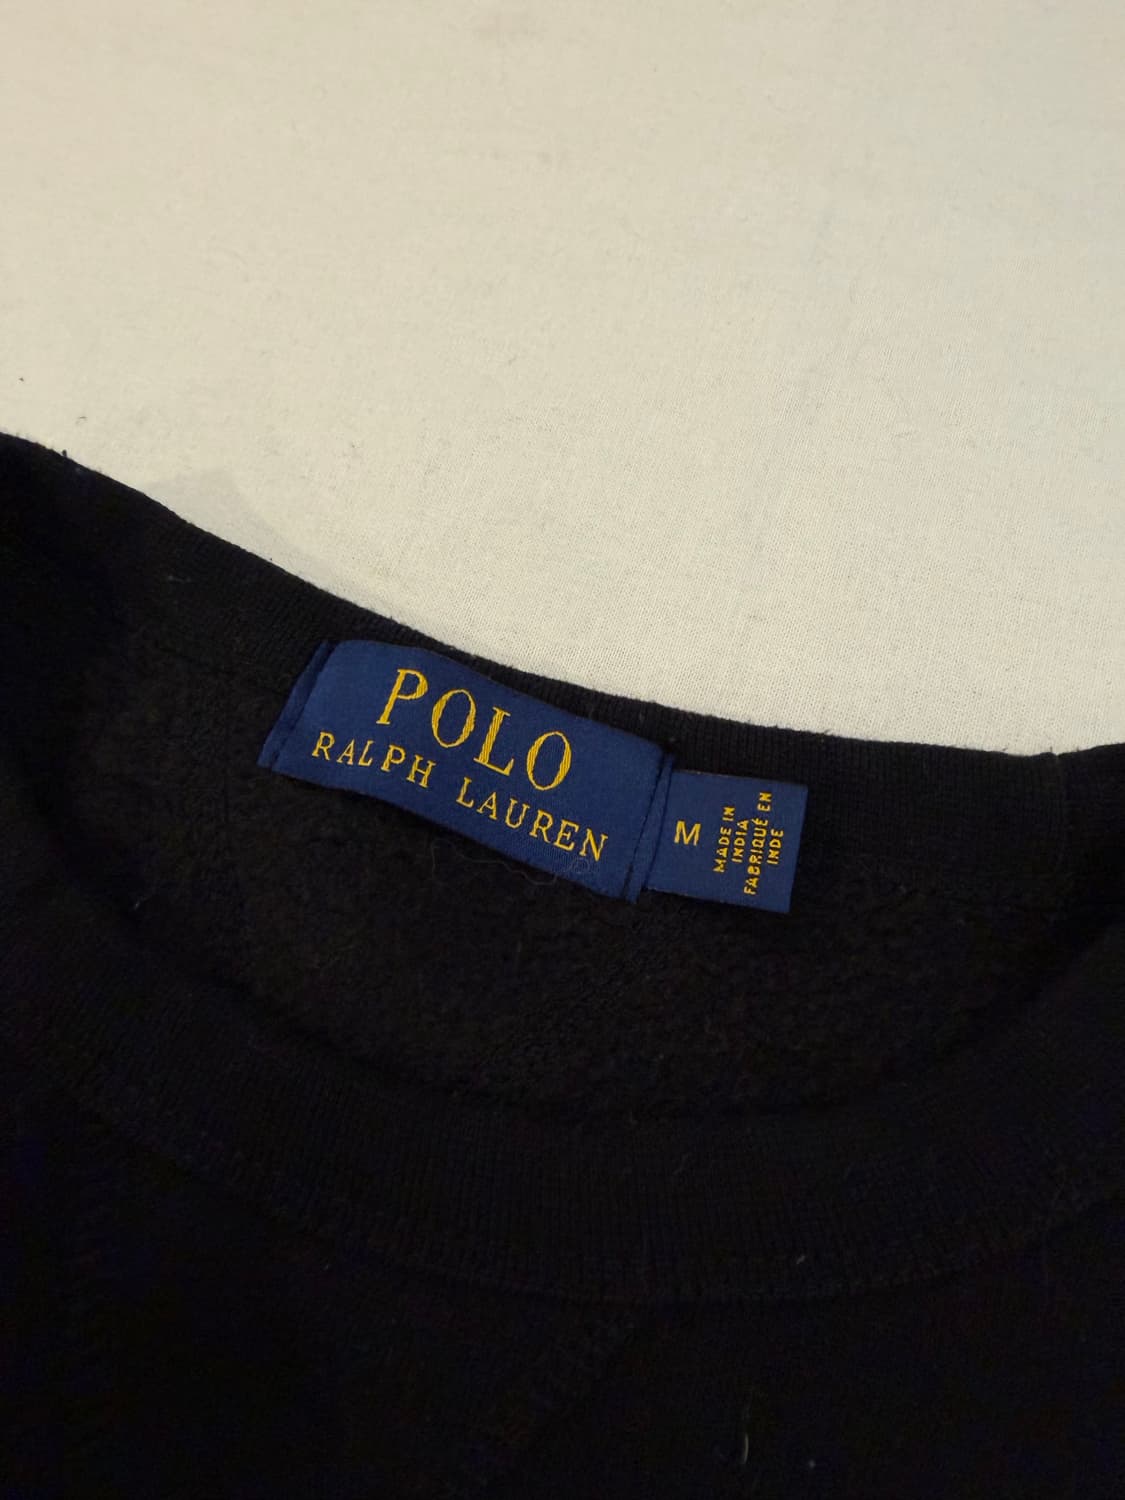 POLO
RALPH LAUREN
M
MADE IN
INDIA
FABRIQUÉ EN
INDE